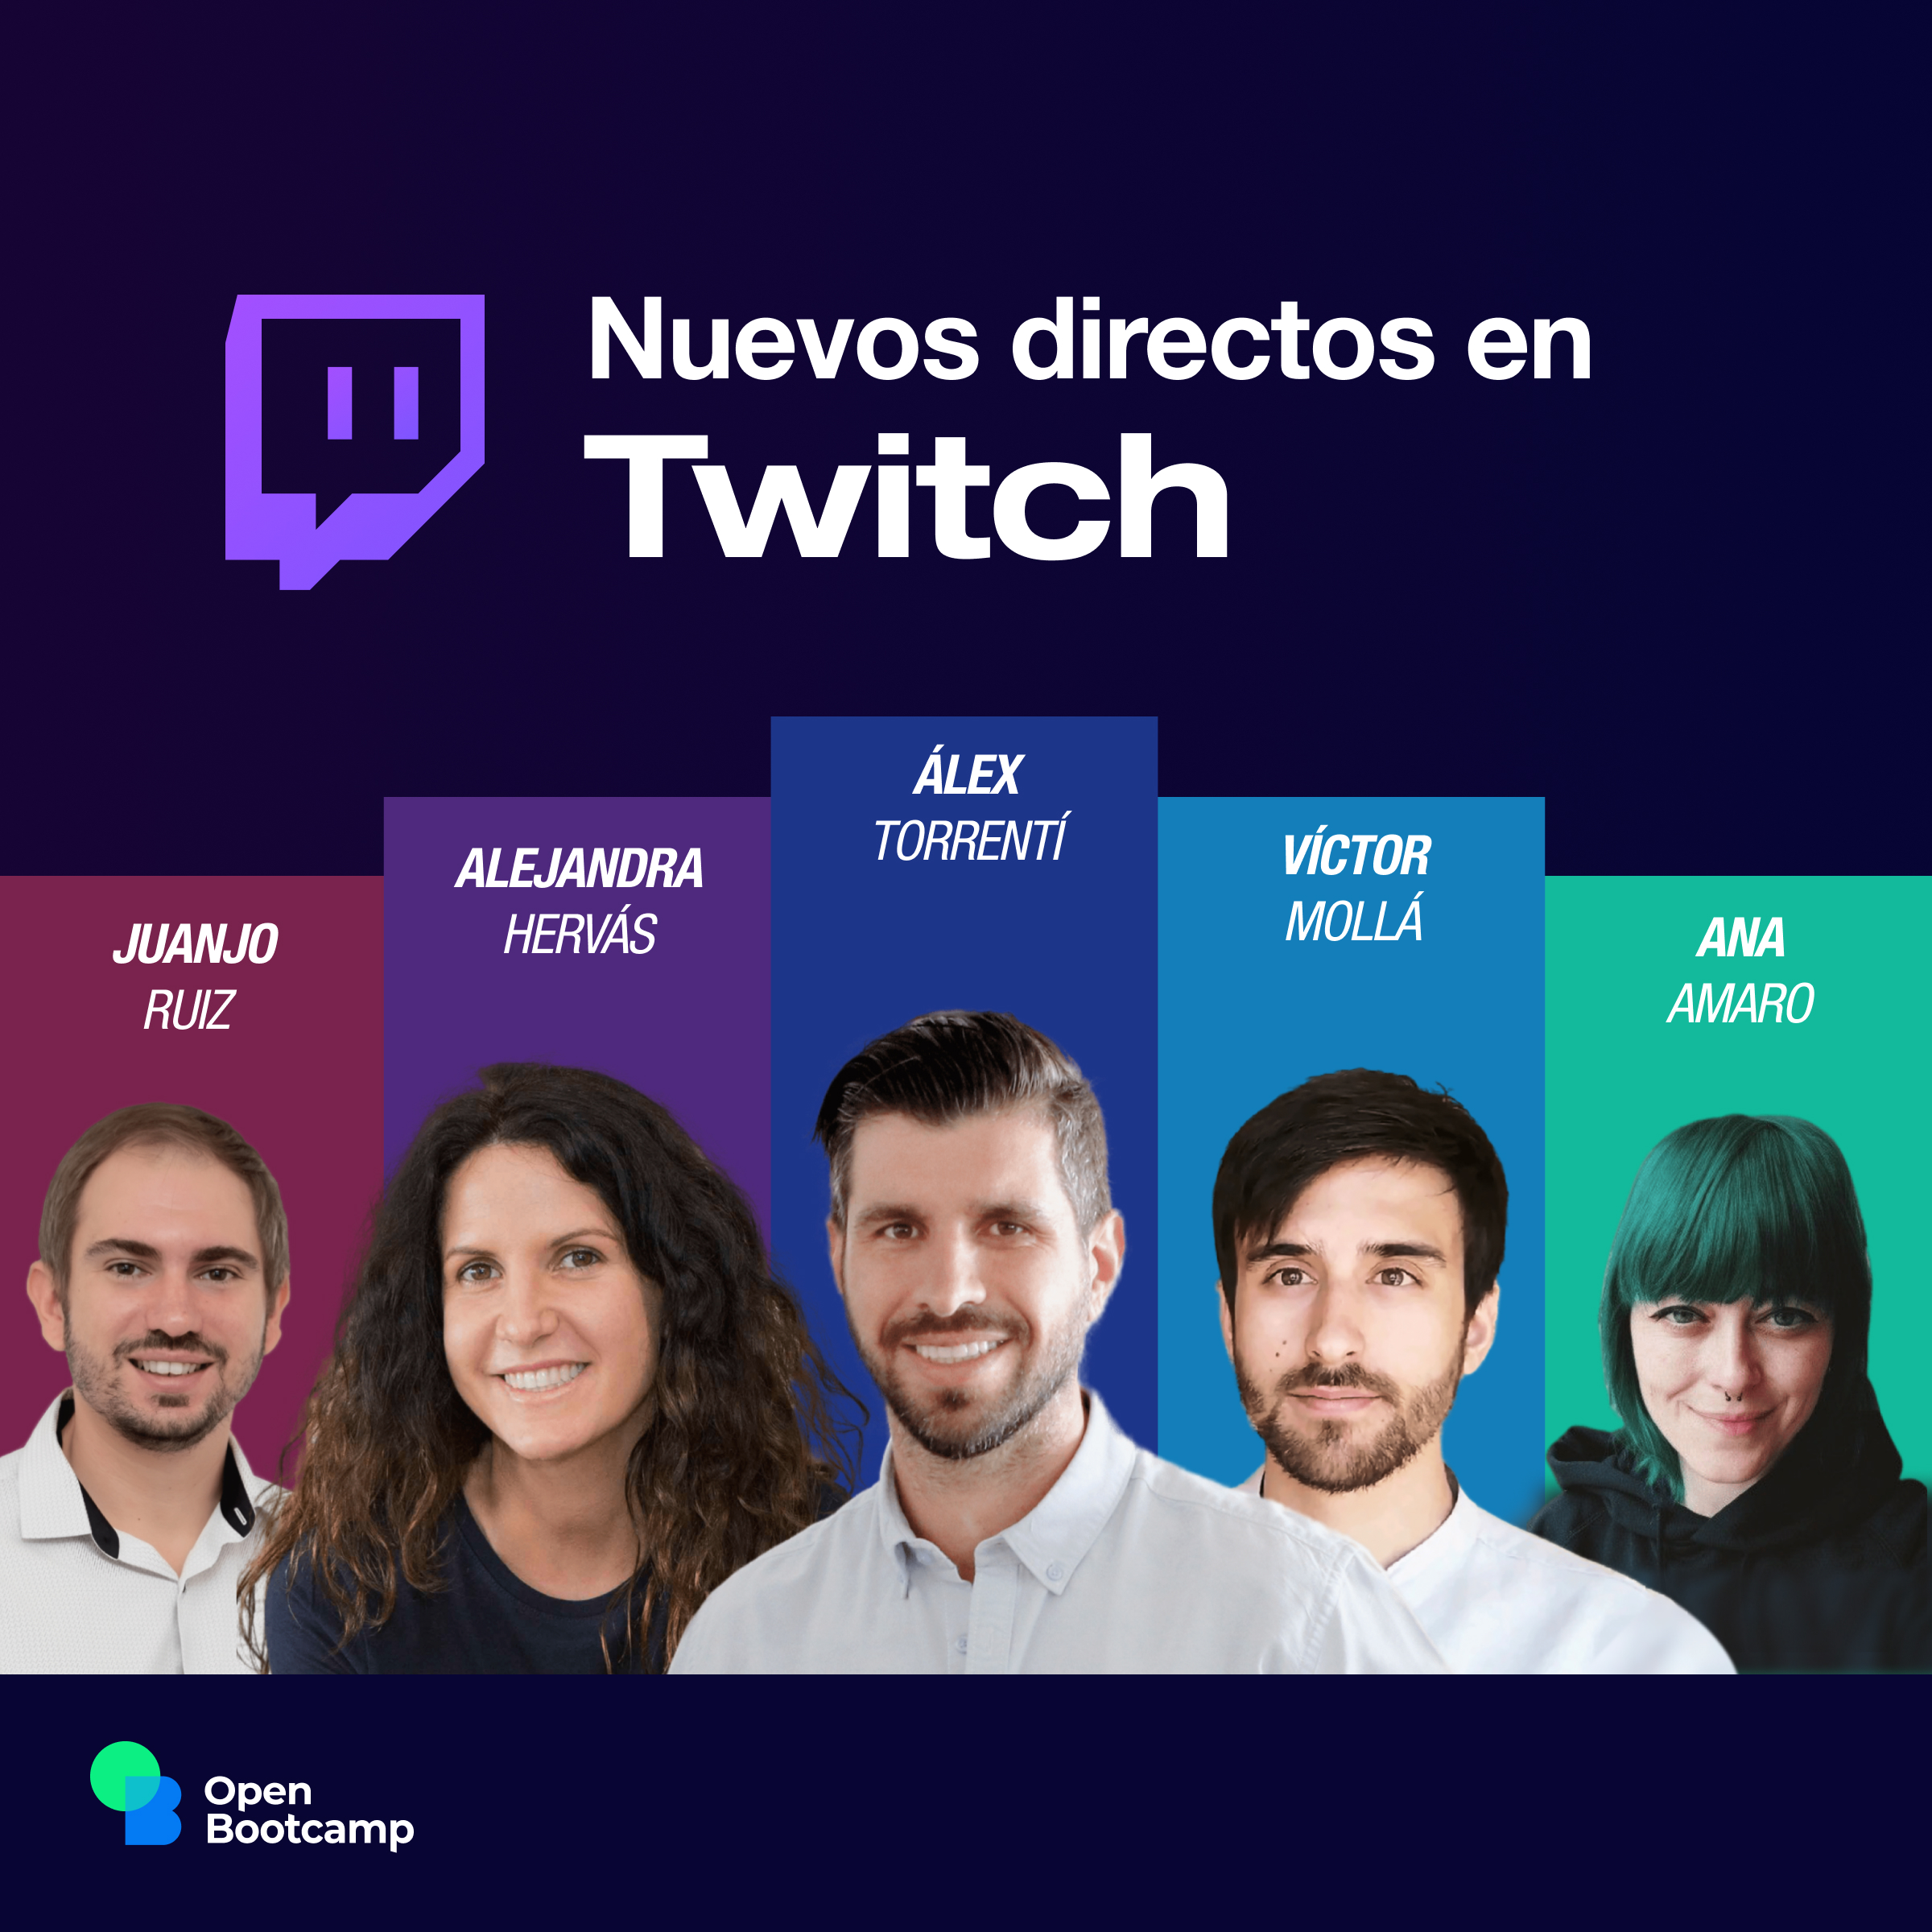 Nuevos directos en
Twitch
ÁLEX
TORRENTÍ
ALEJANDRA
HERVÁS
VÍCTOR
MOLLÁ
JUANJO
RUIZ
ANA
AMARO
Open
Bootcamp